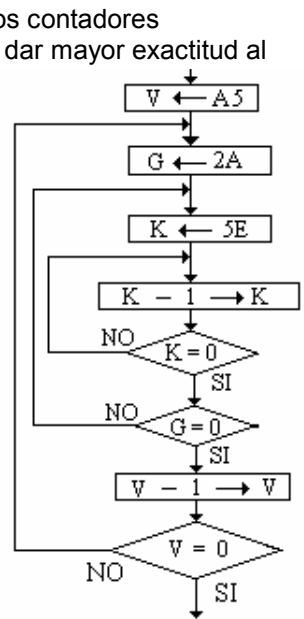 os contadores
dar mayor exactitud al
V ← A5
G ← 2A
K ← 5E
K – 1 → K
NO
K = 0
SI
NO
G = 0
SI
V – 1 → V
V = 0
NO
SI